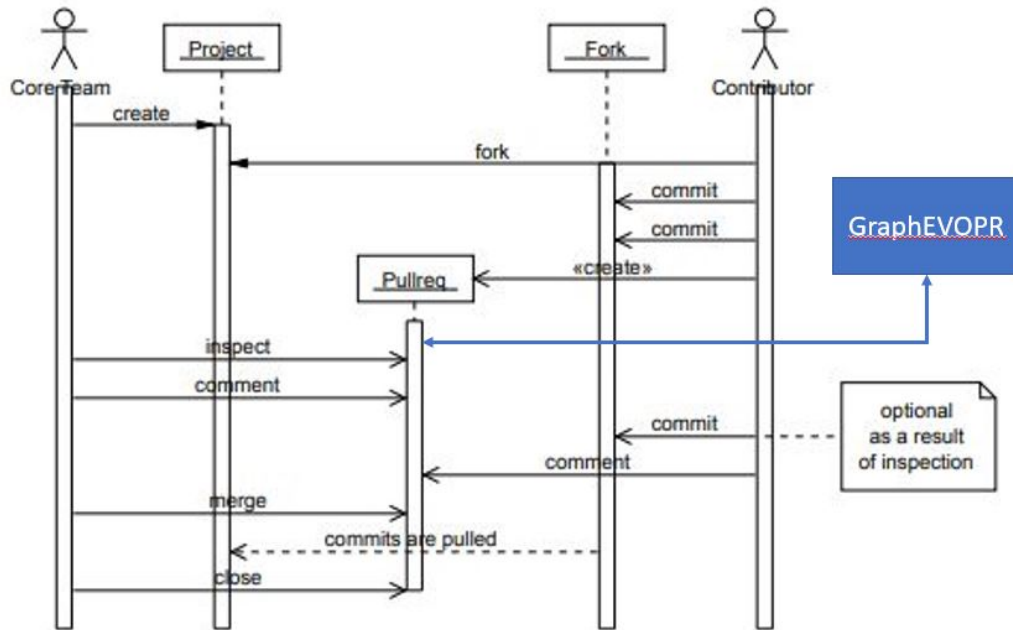 Core Team
Project
Fork
Contributor
create
fork
commit
commit
GraphEVOPR
«create»
Pullreq
inspect
comment
optional
as a result
of inspection
commit
comment
merge
commits are pulled
close